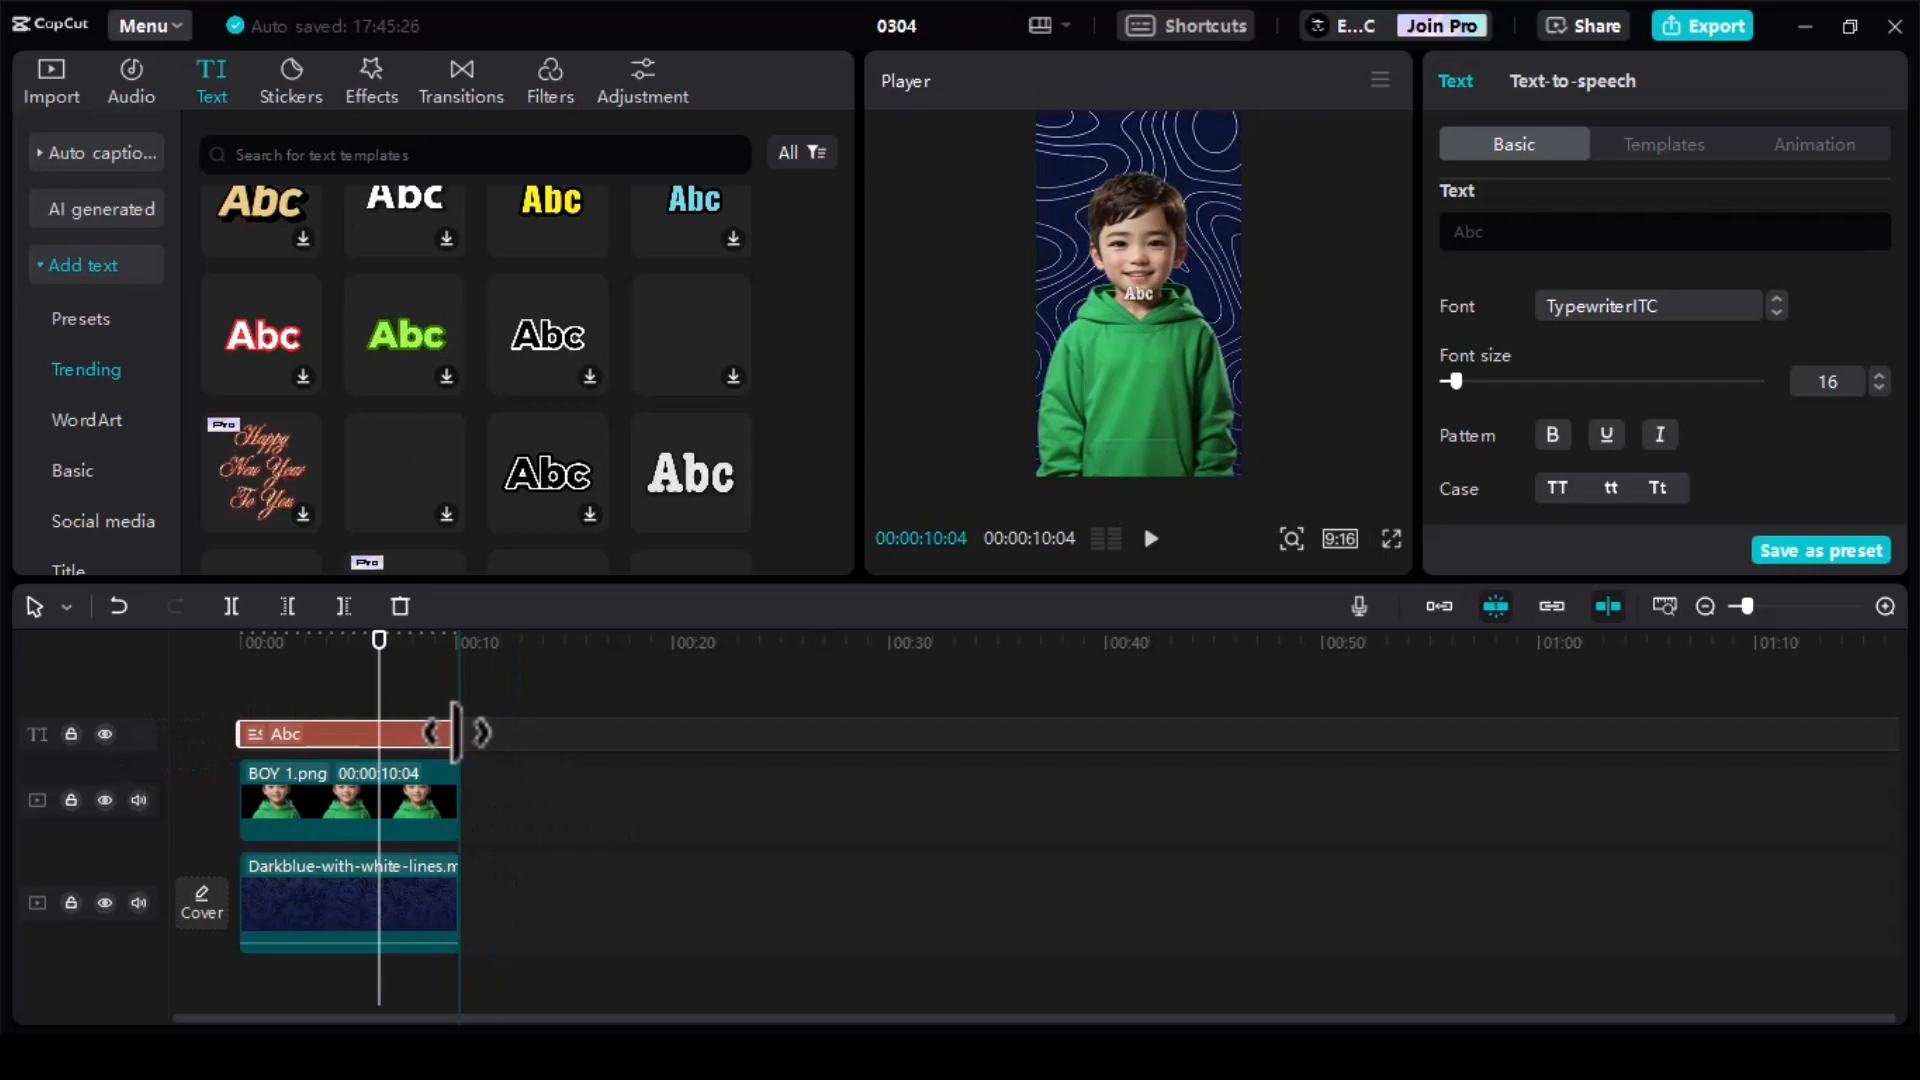 CapCut
Menu
Auto saved: 17:45:26
0304
Shortcuts
E...C
Join Pro
Share
Export
Import
Audio
TI
Text
Stickers
Effects
Transitions
Filters
Adjustment
Auto captio...
AI generated
Add text
Presets
Trending
WordArt
Basic
Social media
Title
Search for text templates
All
Abc
Abc
Abc
Abc
Abc
Abc
Abc
Pro
Happy
New Year
To You
Abc
Abc
Pro
Player
Abc
00:00:10:04
00:00:10:04
9:16
Text
Text-to-speech
Basic
Templates
Animation
Text
Abc
Font
TypewriterITC
Font size
16
Pattern
B
U
I
Case
TT
tt
Tt
Save as preset
00:00
00:10
00:20
00:30
00:40
00:50
01:00
01:10
TI
Abc
BOY 1.png
00:00:10:04
Cover
Darkblue-with-white-lines.m